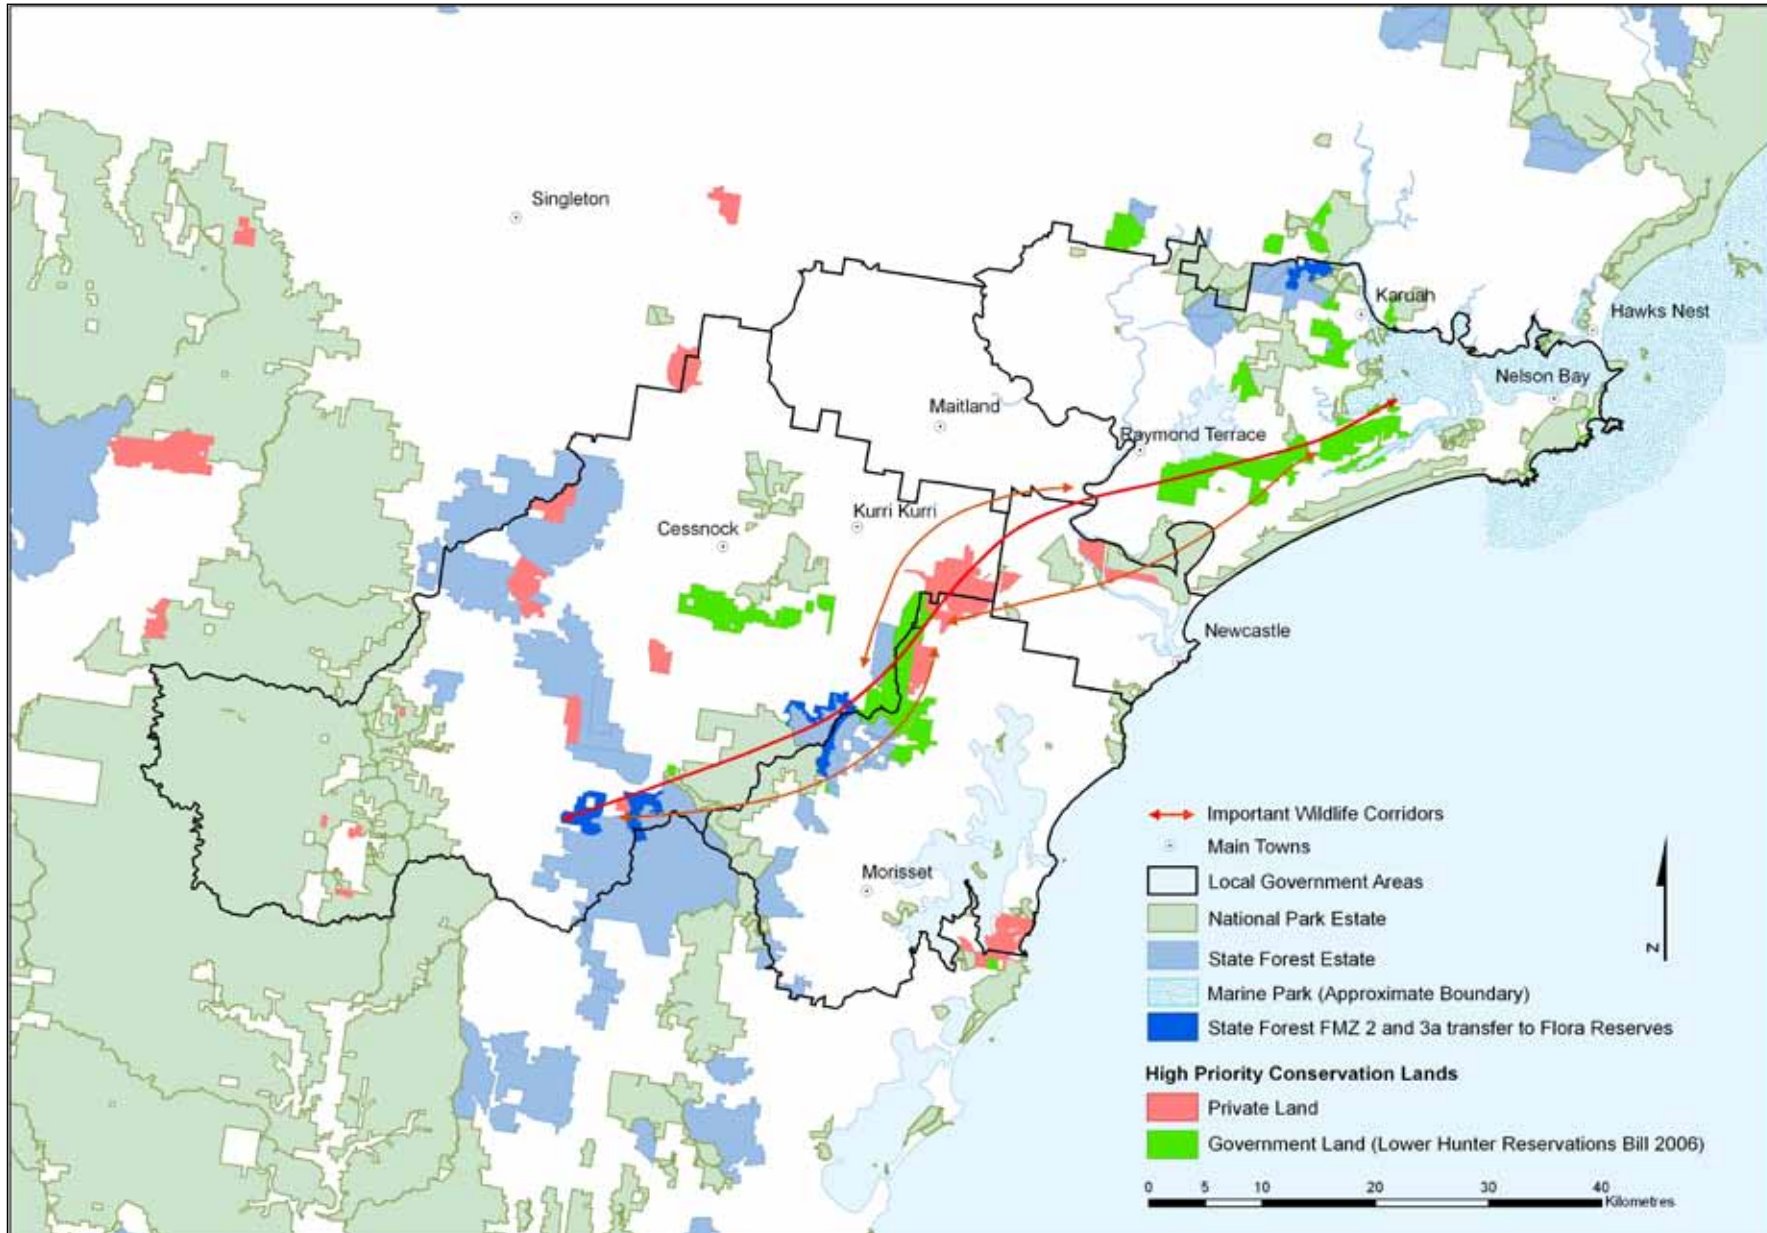 Singleton
Karuah
Hawks Nest
Nelson Bay
Maitland
Raymond Terrace
Kurri Kurri
Cessnock
Newcastle
Morisset
Important Wildlife Corridors
Main Towns
Local Government Areas
National Park Estate
State Forest Estate
Marine Park (Approximate Boundary)
State Forest FMZ 2 and 3a transfer to Flora Reserves
High Priority Conservation Lands
Private Land
Government Land (Lower Hunter Reservations Bill 2006)
N
0 5 10 20 30 40
Kilometres